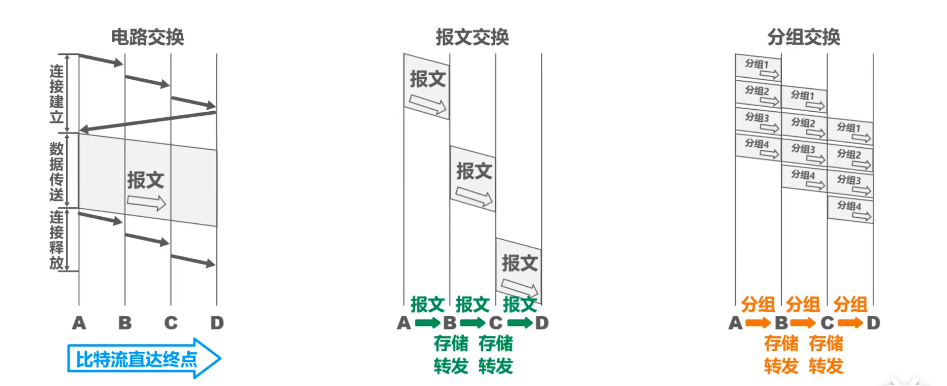 电路交换
连接建立
数据传送
连接释放
报文
A B C D
比特流直达终点
报文交换
报文
报文
报文
报文 报文 报文
A B C D
存储 存储
转发 转发
分组交换
分组1
分组2 分组1
分组3 分组2 分组1
分组4 分组3 分组2
分组4 分组3
分组4
分组 分组 分组
A B C D
存储 存储
转发 转发